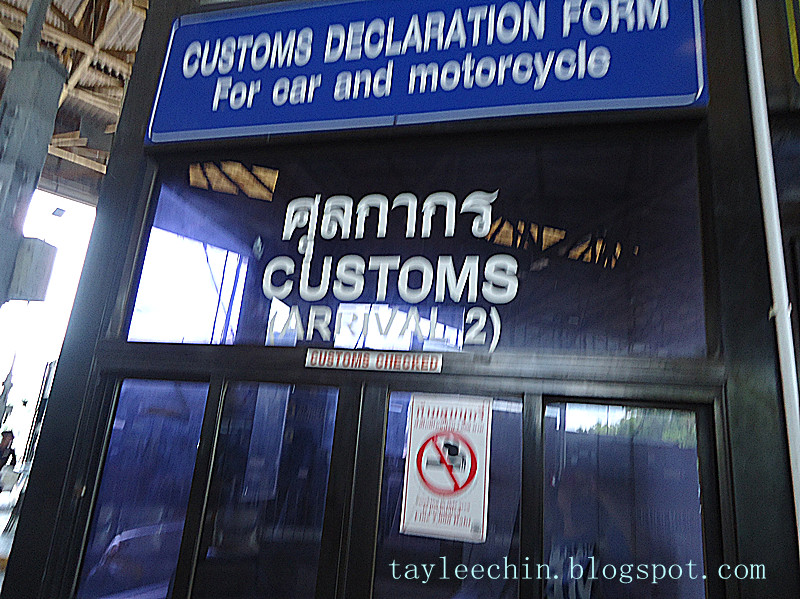 CUSTOMS DECLARATION FORM
For car and motorcycle
ศุลกากร
CUSTOMS
(ARRIVAL 2)
CUSTOMS CHECKED
tayleechin.blogspot.com